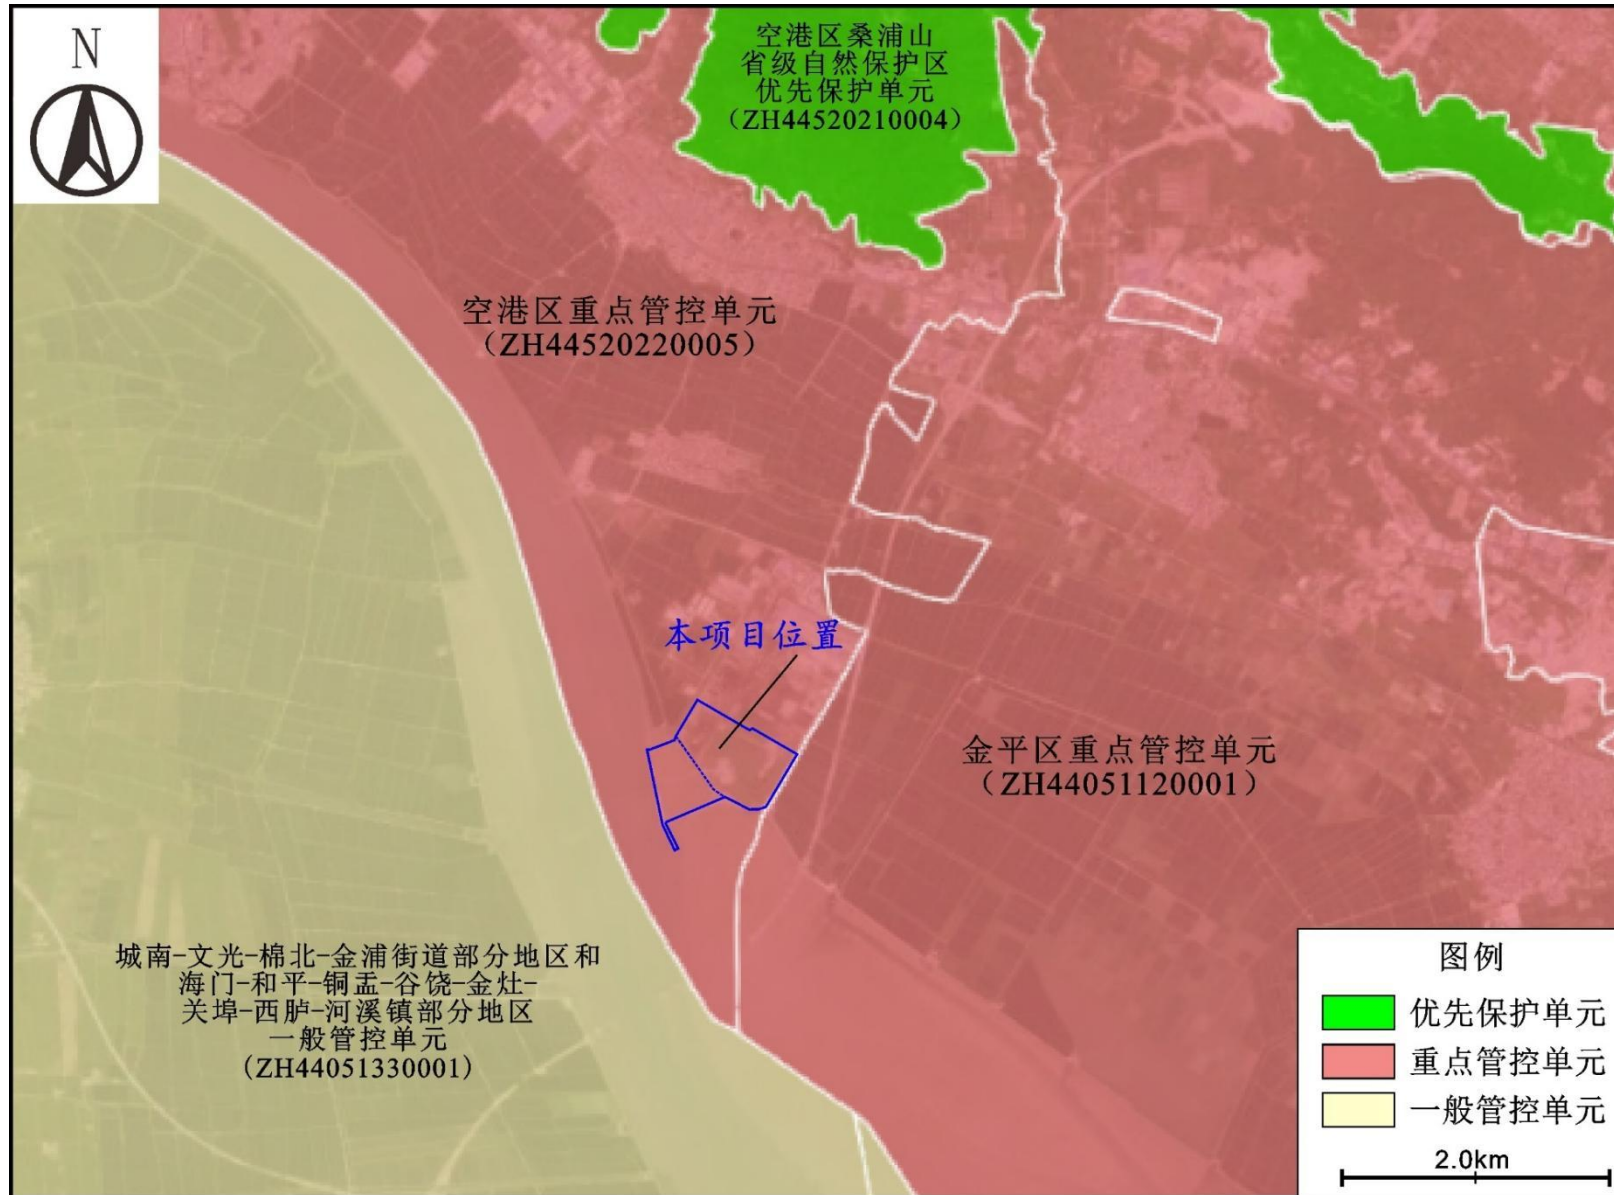 N
空港区桑浦山
省级自然保护区
优先保护单元
（ZH44520210004）
空港区重点管控单元
（ZH44520220005）
本项目位置
金平区重点管控单元
（ZH44051120001）
城南-文光-棉北-金浦街道部分地区和
海门-和平-铜盂-谷饶-金灶-
关埠-西胪-河溪镇部分地区
一般管控单元
（ZH44051330001）
图例
优先保护单元
重点管控单元
一般管控单元
2.0km